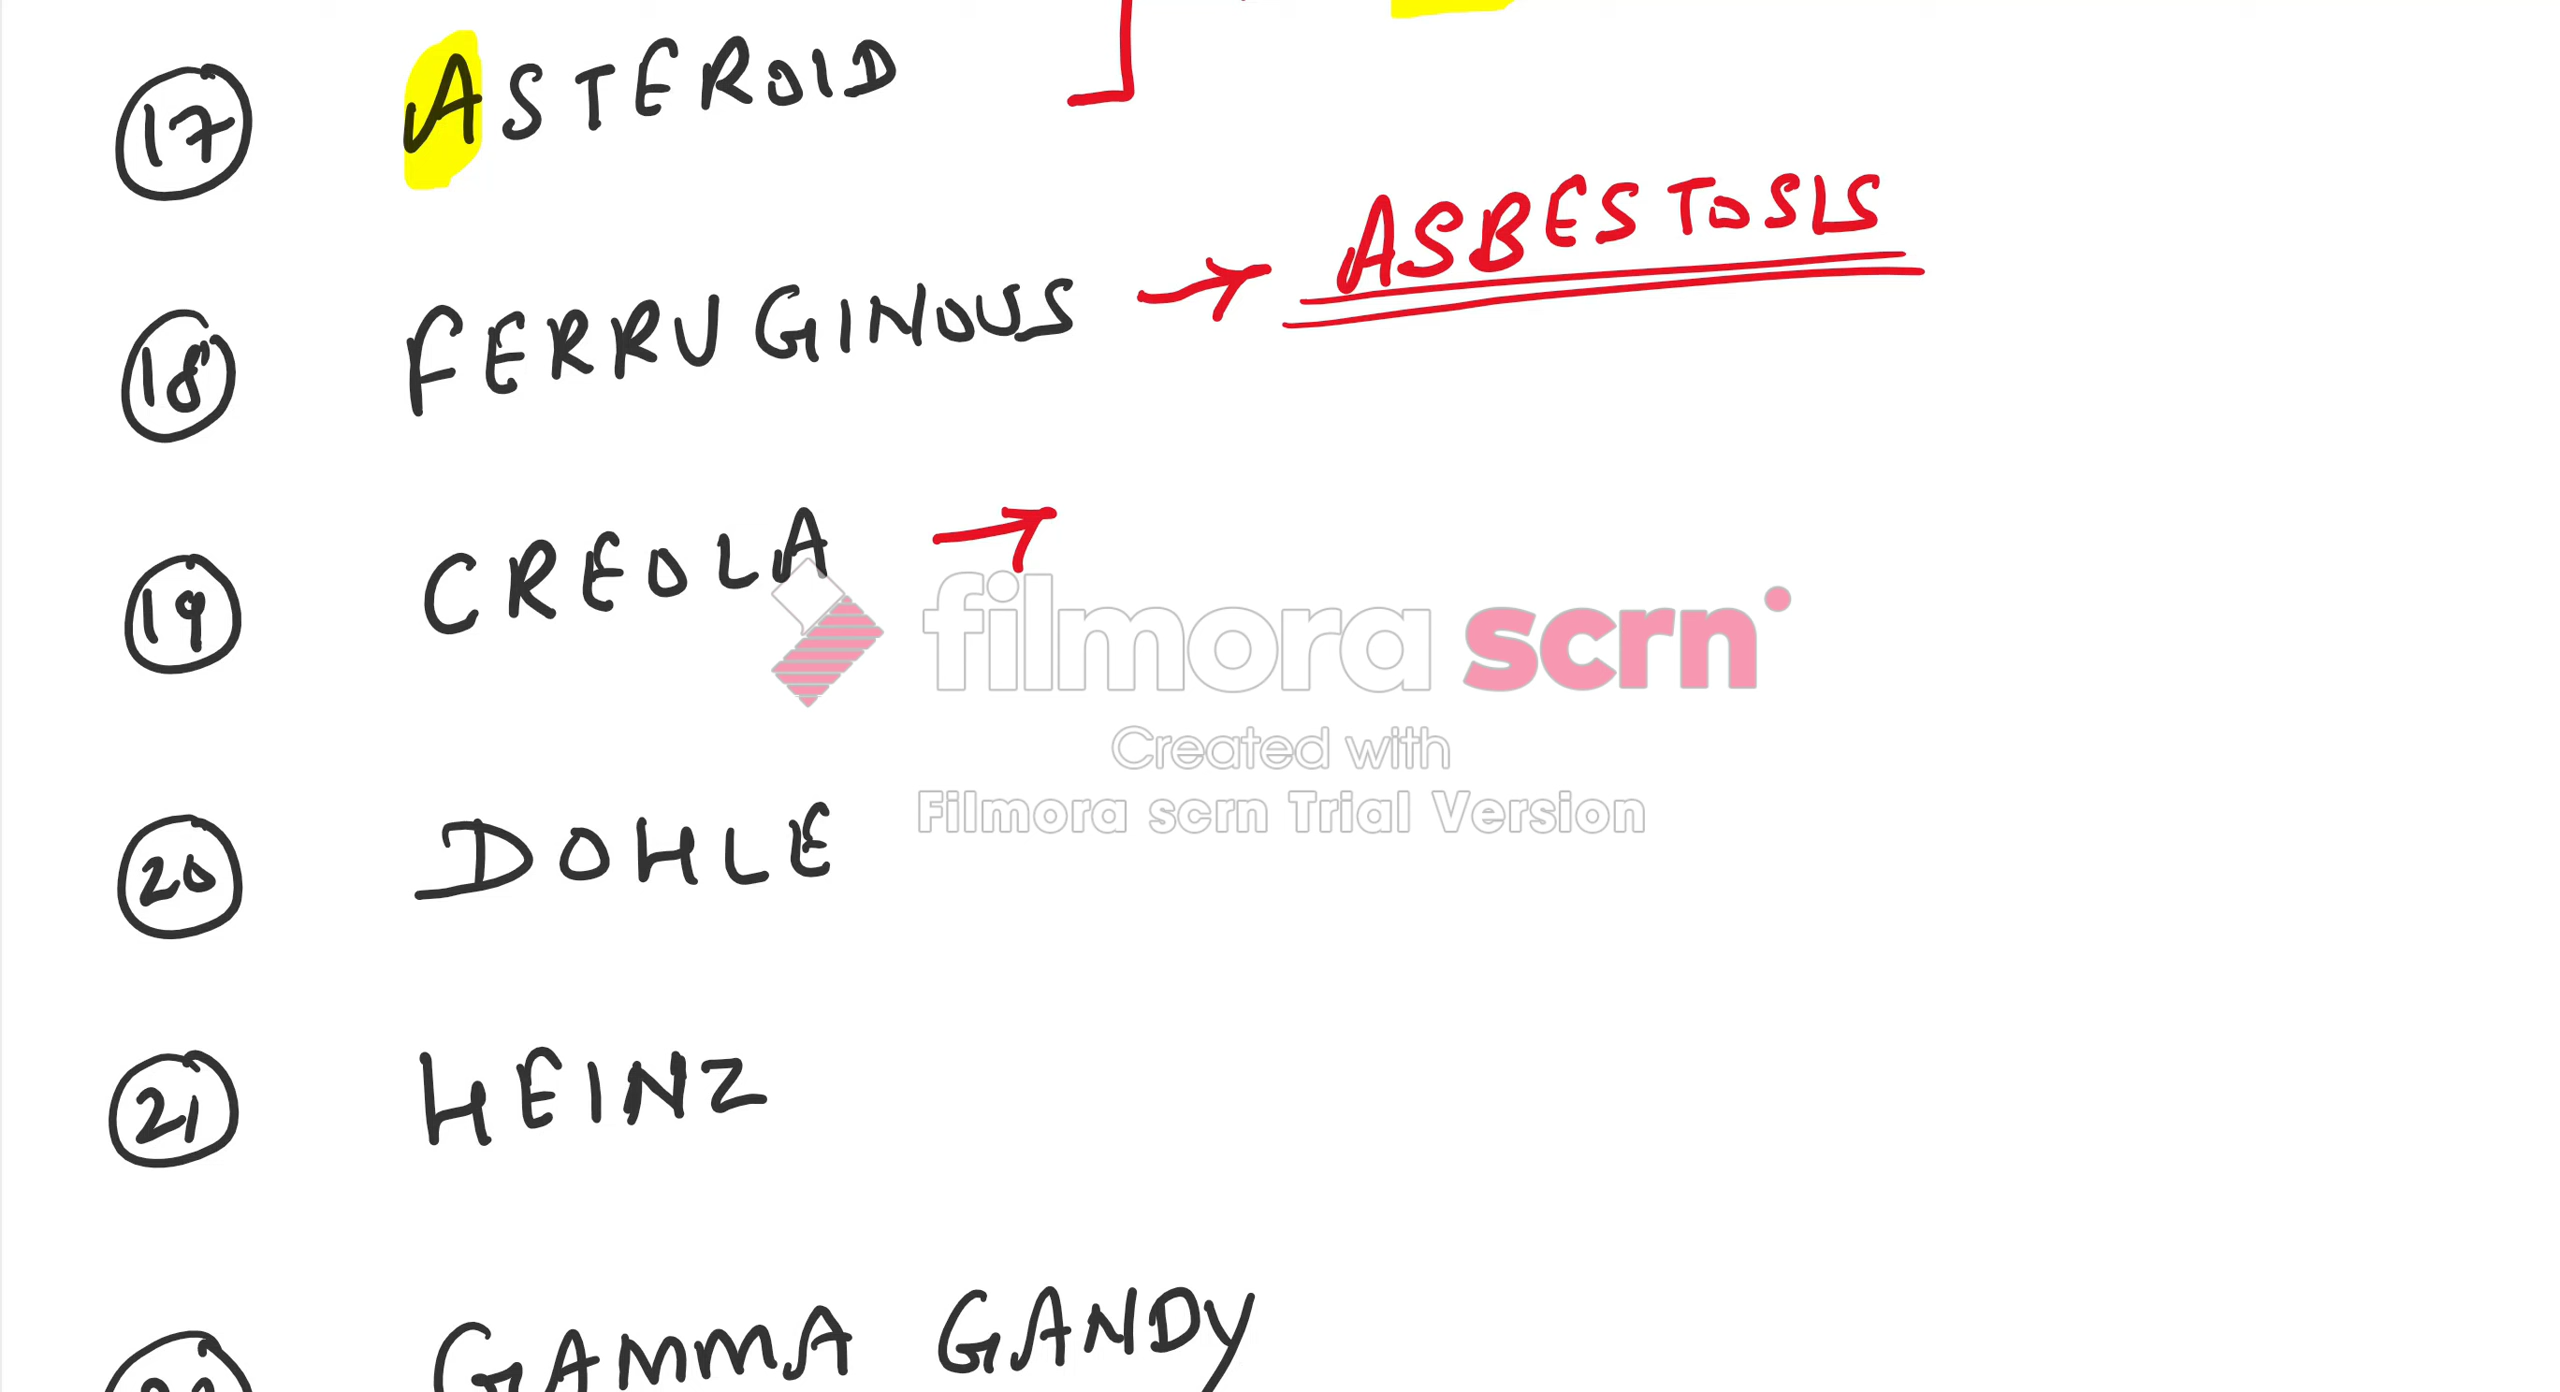 17 ASTEROID
18 FERRUGINOUS → ASBESTOSIS
19 CREOLA →
filmora scrn
Created with
Filmora scrn Trial Version
20 DOHLE
21 HEINZ
GAMMA GANDY